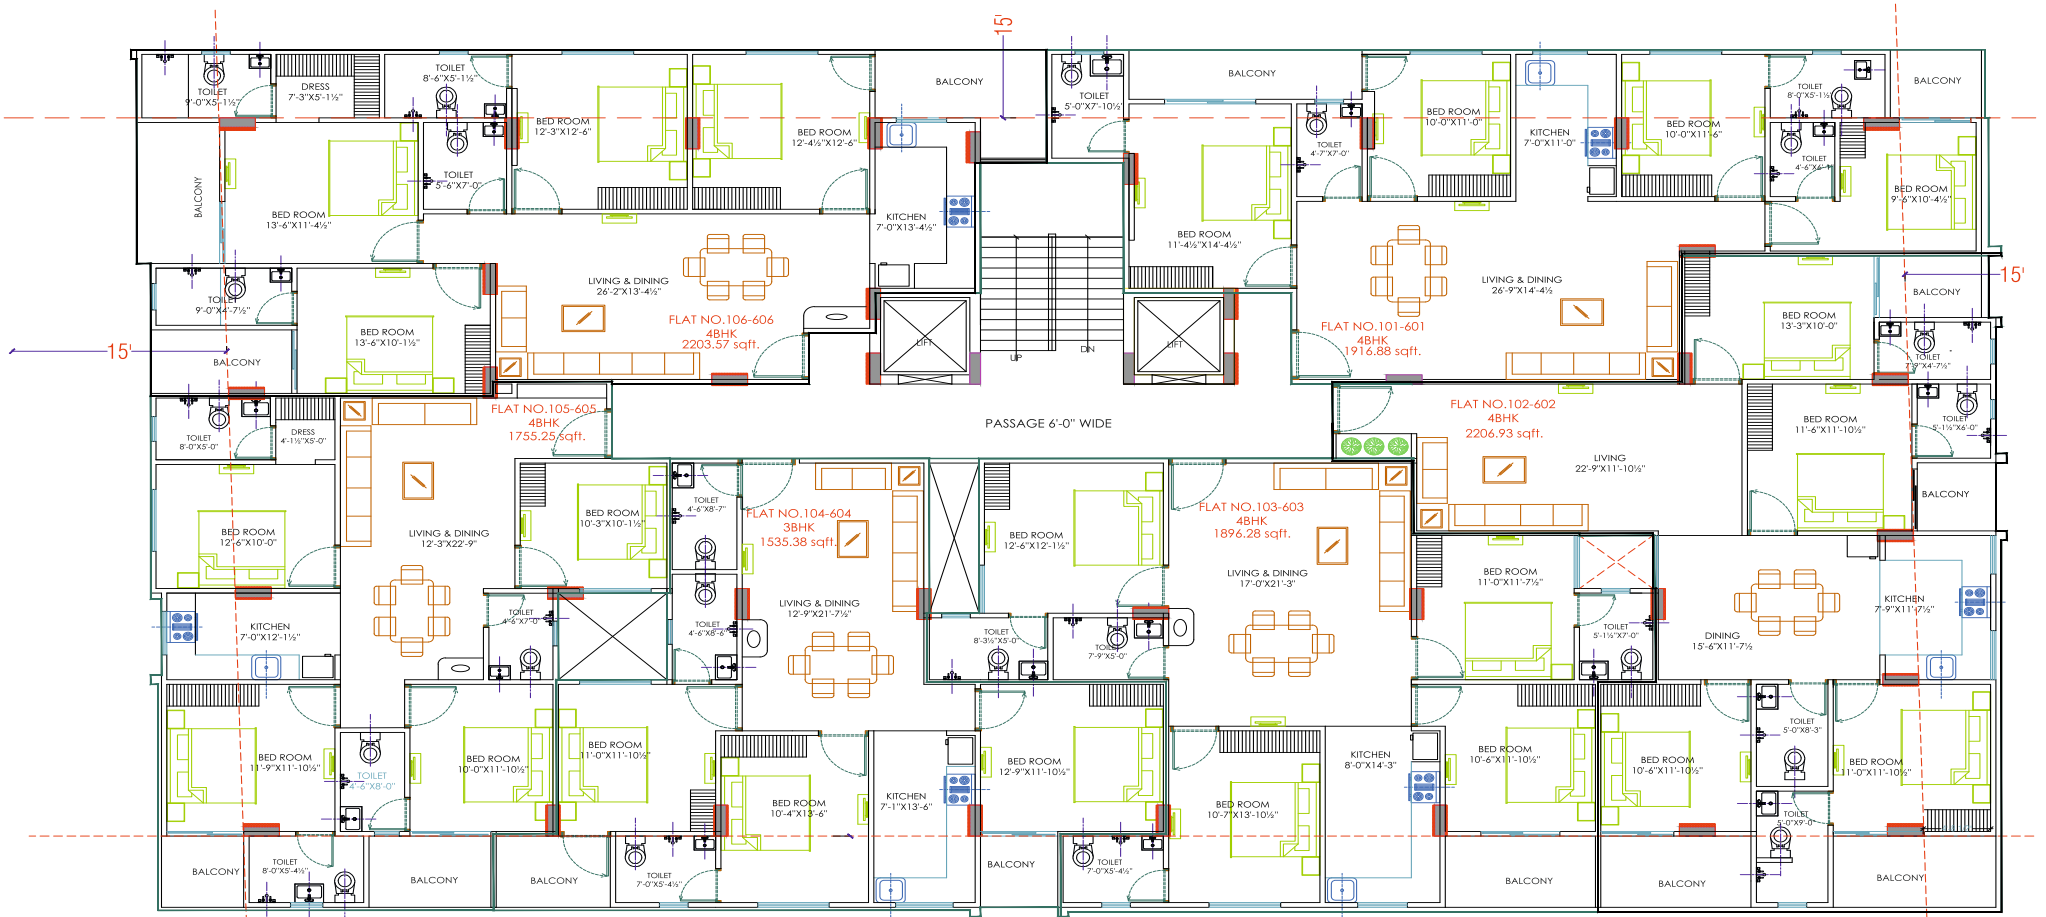 15'
TOILET
9'-0"X5'-1½"
DRESS
7'-3"X5'-1½"
TOILET
8'-6"X5'-1½"
BED ROOM
12'-3"X12'-6"
BED ROOM
12'-4½"X12'-6"
BALCONY
TOILET
5'-0"X7'-10½"
BALCONY
BED ROOM
10'-0"X11'-0"
KITCHEN
7'-0"X11'-0"
BED ROOM
10'-0"X11'-6"
TOILET
8'-0"X5'-1½"
BALCONY
BALCONY
BED ROOM
13'-6"X11'-4½"
TOILET
5'-6"X7'-0"
KITCHEN
7'-0"X13'-4½"
BED ROOM
11'-4½"X14'-4½"
TOILET
4'-7"X7'-0"
TOILET
BED ROOM
9'-6"X10'-4½"
TOILET
9'-0"X4'-7½"
LIVING & DINING
26'-2"X13'-4½"
LIVING & DINING
26'-9"X14'-4½
BALCONY
15'
15'
BALCONY
BED ROOM
13'-6"X10'-1½"
FLAT NO.106-606
4BHK
2203.57 sqft.
LIFT
UP
DN
LIFT
FLAT NO.101-601
4BHK
1916.88 sqft.
BED ROOM
13'-3"X10'-0"
TOILET
7'-9"X4'-7½"
TOILET
8'-0"X5'-0"
DRESS
4'-1½"X5'-0"
FLAT NO.105-605
4BHK
1755.25 sqft.
PASSAGE 6'-0" WIDE
FLAT NO.102-602
4BHK
2206.93 sqft.
BED ROOM
11'-6"X11'-10½"
TOILET
5'-1½"X6'-0"
LIVING
22'-9"X11'-10½"
BALCONY
BED ROOM
12'-6"X10'-0"
LIVING & DINING
12'-3"X22'-9"
BED ROOM
10'-3"X10'-1½"
TOILET
4'-6"X8'-7"
FLAT NO.104-604
3BHK
1535.38 sqft.
BED ROOM
12'-6"X12'-1½"
FLAT NO.103-603
4BHK
1896.28 sqft.
LIVING & DINING
17'-0"X21'-3"
BED ROOM
11'-0"X11'-7½"
KITCHEN
7'-0"X12'-1½"
TOILET
4'-6"X7'-0"
TOILET
4'-6"X8'-6"
LIVING & DINING
12'-9"X21'-7½"
TOILET
8'-3½"X5'-0"
TOILET
7'-9"X5'-0"
TOILET
5'-1½"X7'-0"
DINING
15'-6"X11'-7½
KITCHEN
7'-9"X11'-7½"
BED ROOM
11'-9"X11'-10½"
TOILET
4'-6"X8'-0"
BED ROOM
10'-0"X11'-10½"
BED ROOM
11'-0"X11'-10½"
BED ROOM
10'-4"X13'-6"
KITCHEN
7'-1"X13'-6"
BED ROOM
12'-9"X11'-10½"
BED ROOM
10'-7"X13'-10½"
KITCHEN
8'-0"X14'-3"
BED ROOM
10'-6"X11'-10½"
BED ROOM
10'-6"X11'-10½"
TOILET
5'-0"X8'-3"
BED ROOM
11'-0"X11'-10½"
TOILET
5'-0"X9'-0"
BALCONY
TOILET
8'-0"X5'-4½"
BALCONY
BALCONY
TOILET
7'-0"X5'-4½"
BALCONY
TOILET
7'-0"X5'-4½"
BALCONY
BALCONY
BALCONY